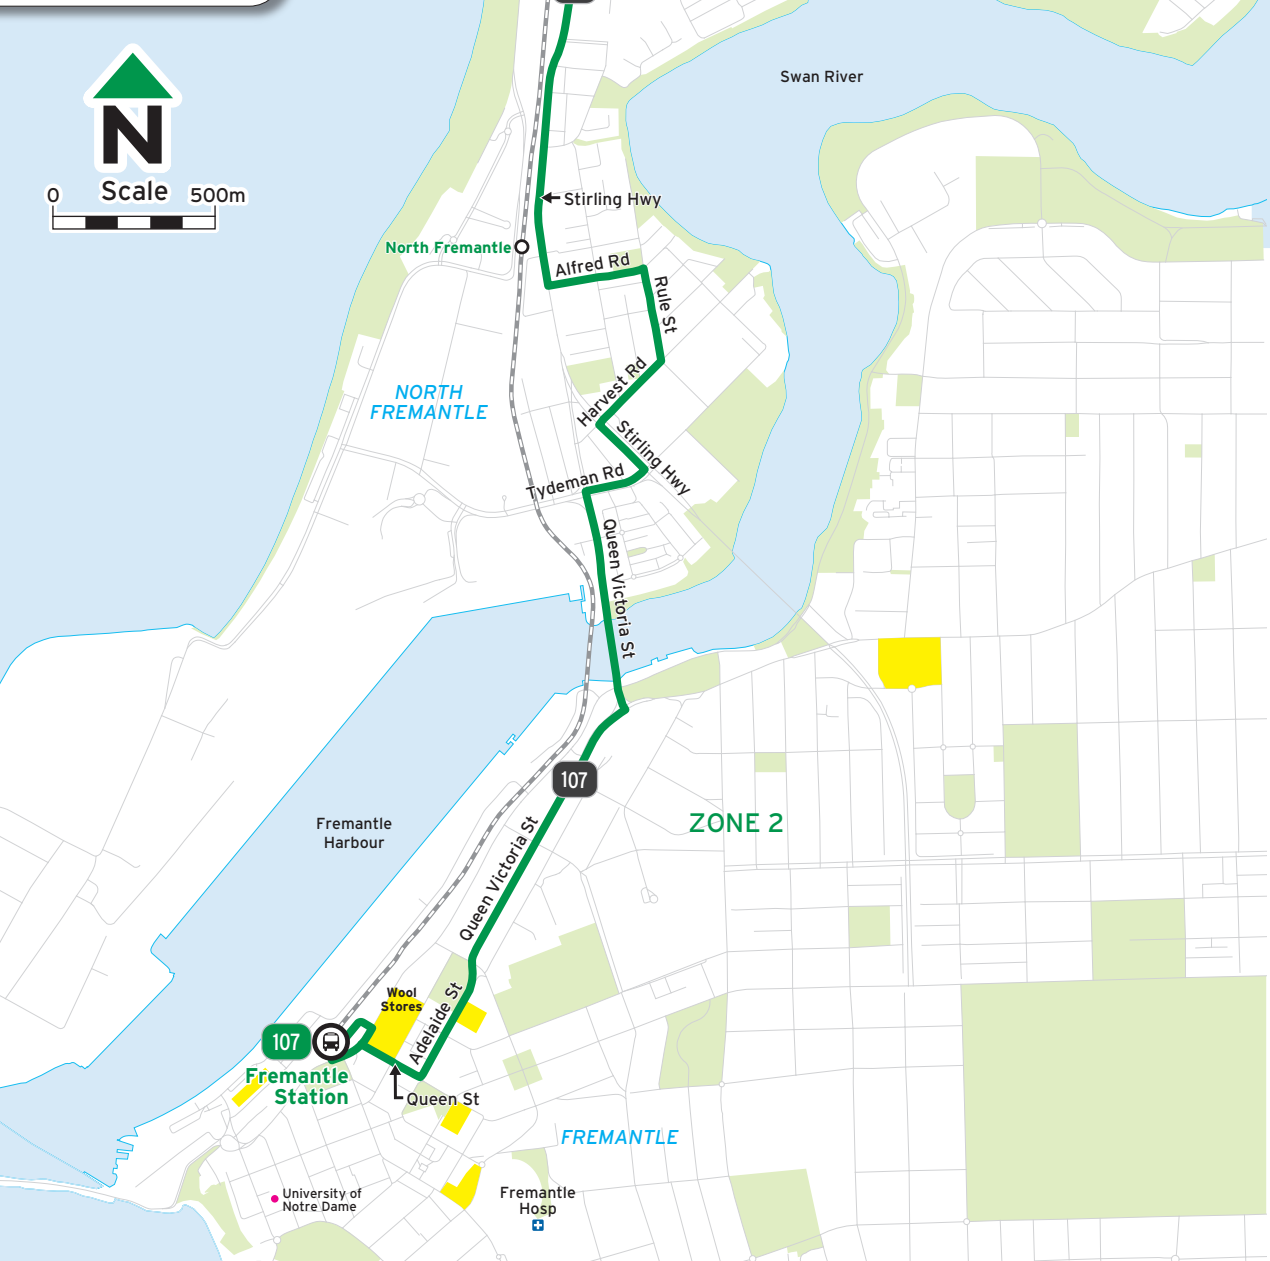 Swan River
N
0 Scale 500m
Stirling Hwy
North Fremantle
Alfred Rd
Rule St
Harvest Rd
NORTH
FREMANTLE
Stirling Hwy
Tydeman Rd
Queen Victoria St
107
ZONE 2
Fremantle
Harbour
Queen Victoria St
Wool
Stores
Adelaide St
107
Fremantle
Station
Queen St
FREMANTLE
University of
Notre Dame
Fremantle
Hosp